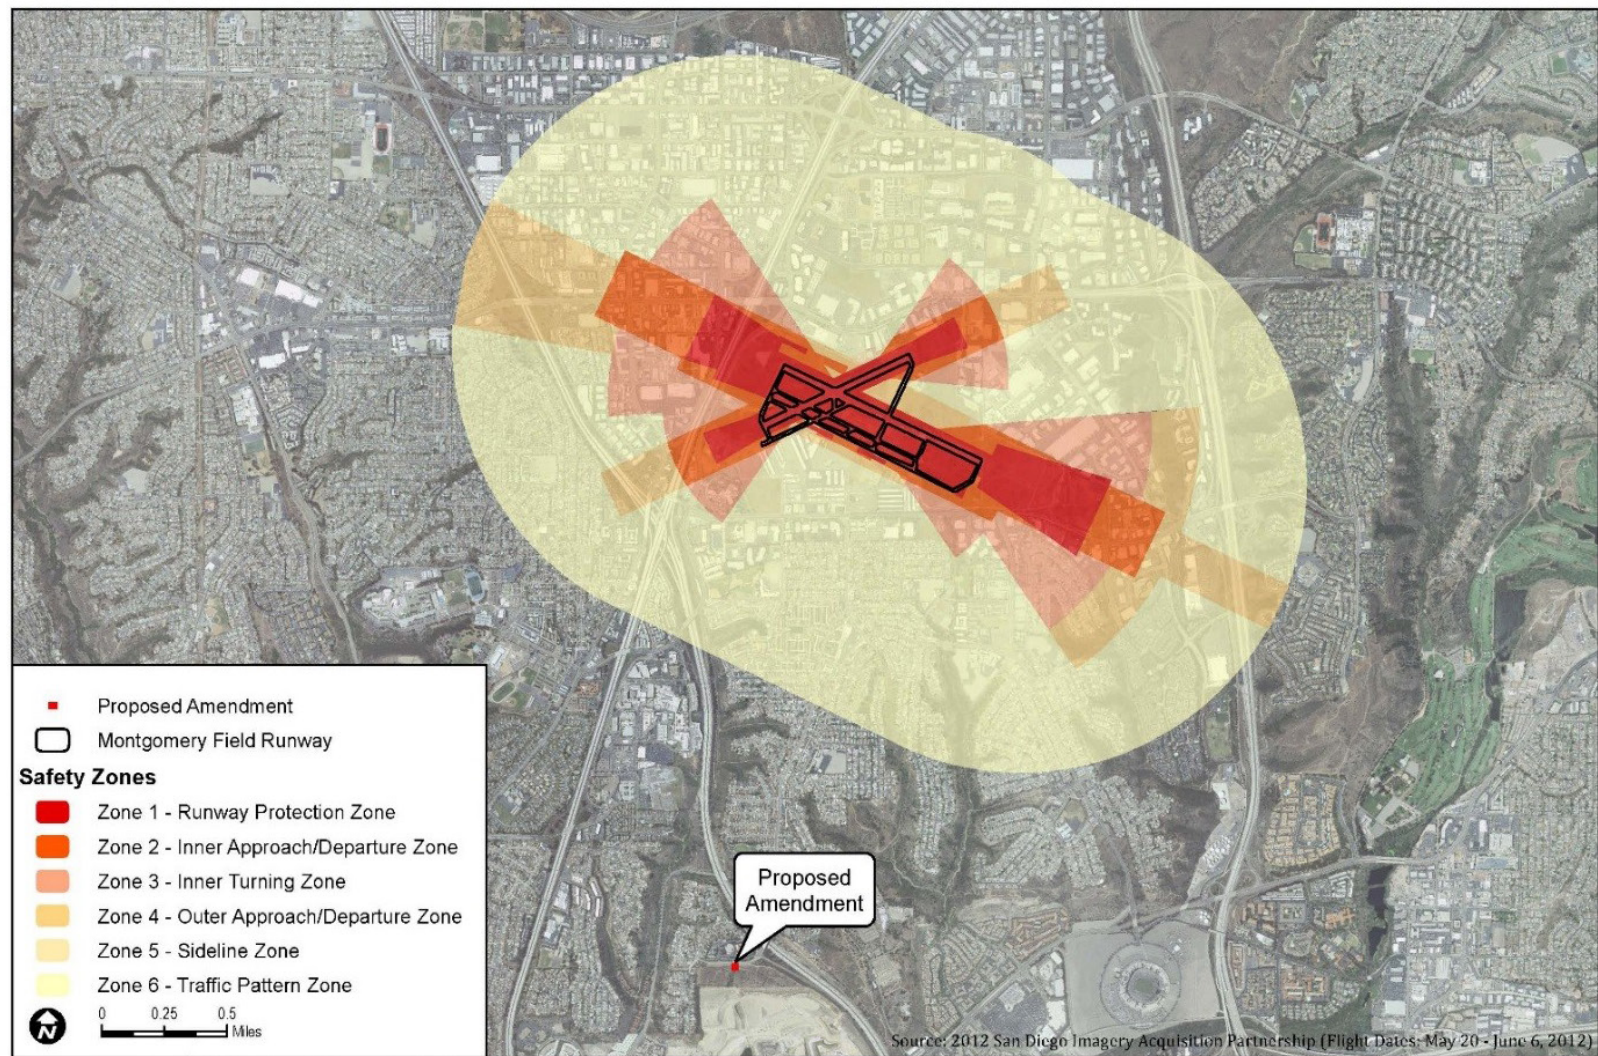 Proposed
Amendment
Proposed Amendment
Montgomery Field Runway
Safety Zones
Zone 1 - Runway Protection Zone
Zone 2 - Inner Approach/Departure Zone
Zone 3 - Inner Turning Zone
Zone 4 - Outer Approach/Departure Zone
Zone 5 - Sideline Zone
Zone 6 - Traffic Pattern Zone
N
0 0.25 0.5
Miles
Source: 2012 San Diego Imagery Acquisition Partnership (Flight Dates: May 20 - June 6, 2012)